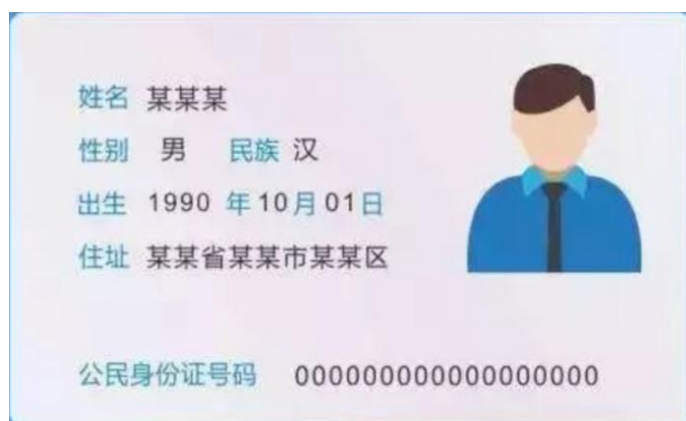 姓名 某某某
性别 男 民族 汉
出生 1990 年 10 月 01 日
住址 某某省某某市某某区
公民身份证号码 000000000000000000